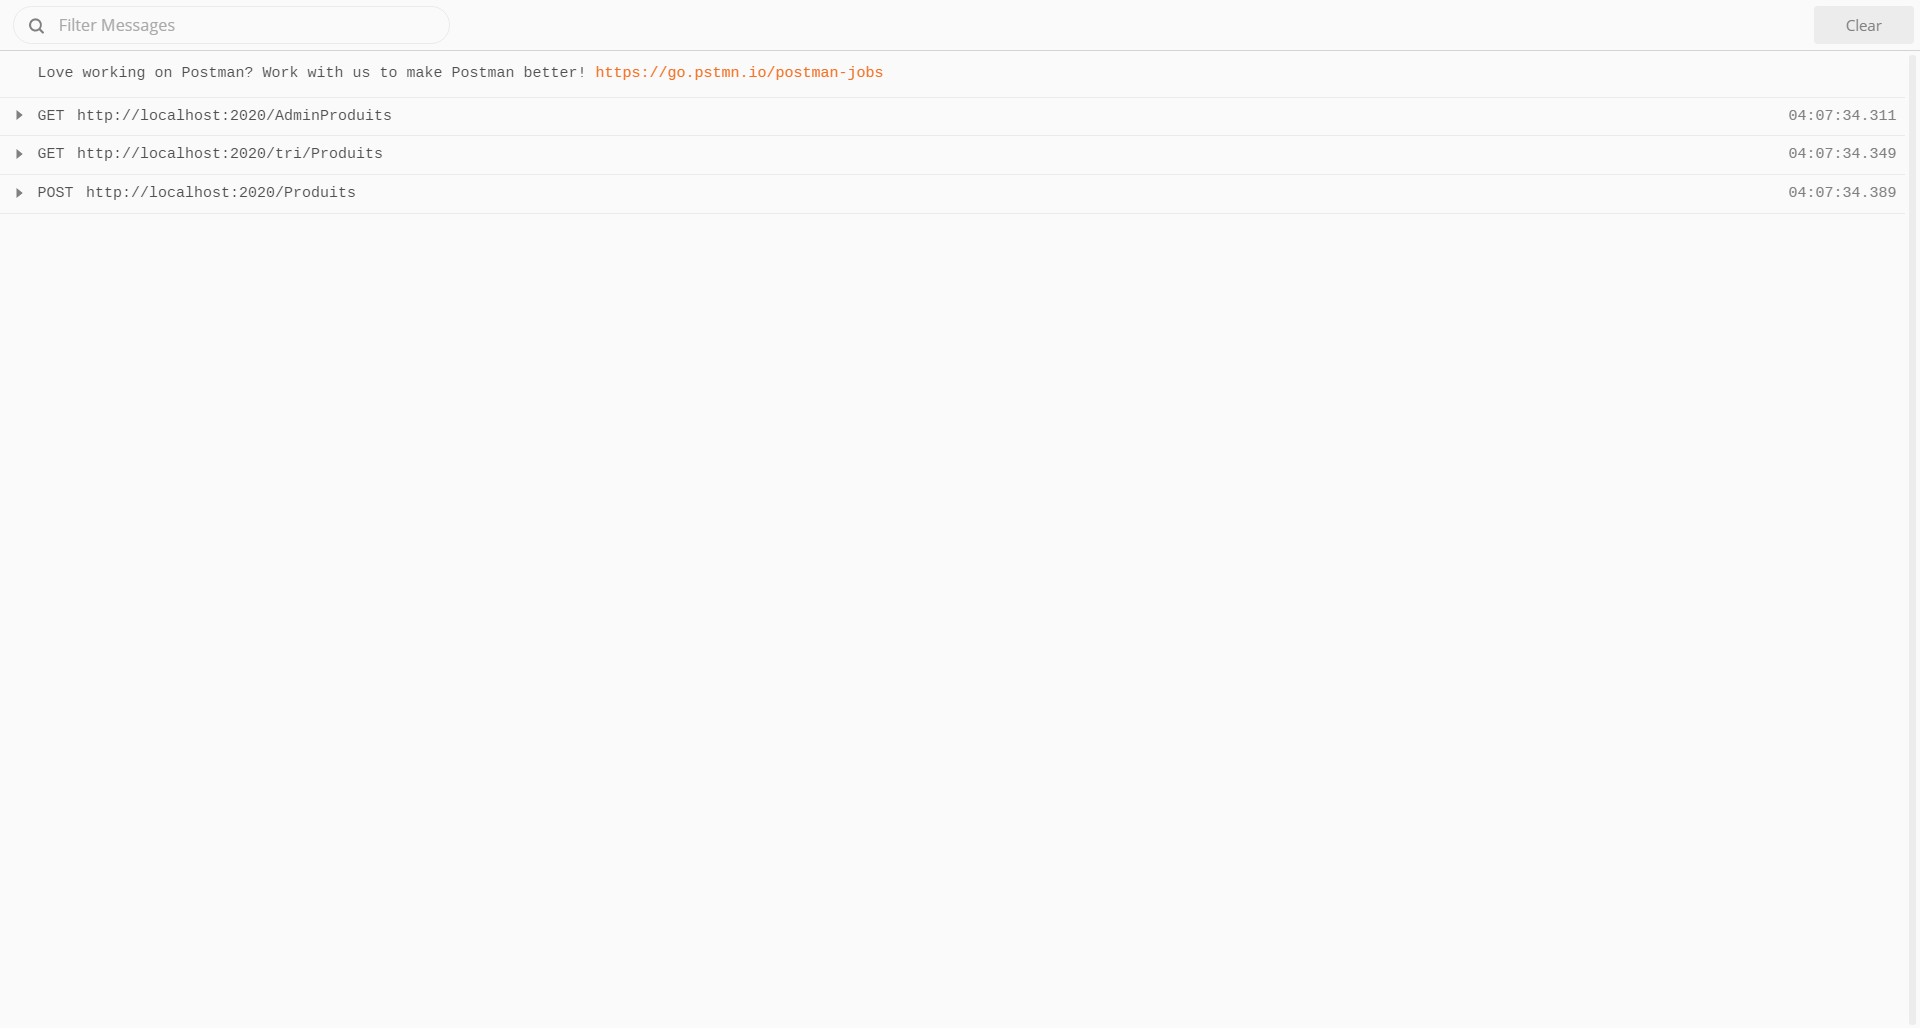 Filter Messages
Clear
Love working on Postman? Work with us to make Postman better! https://go.pstmn.io/postman-jobs
GET http://localhost:2020/AdminProduits 04:07:34.311
GET http://localhost:2020/tri/Produits 04:07:34.349
POST http://localhost:2020/Produits 04:07:34.389